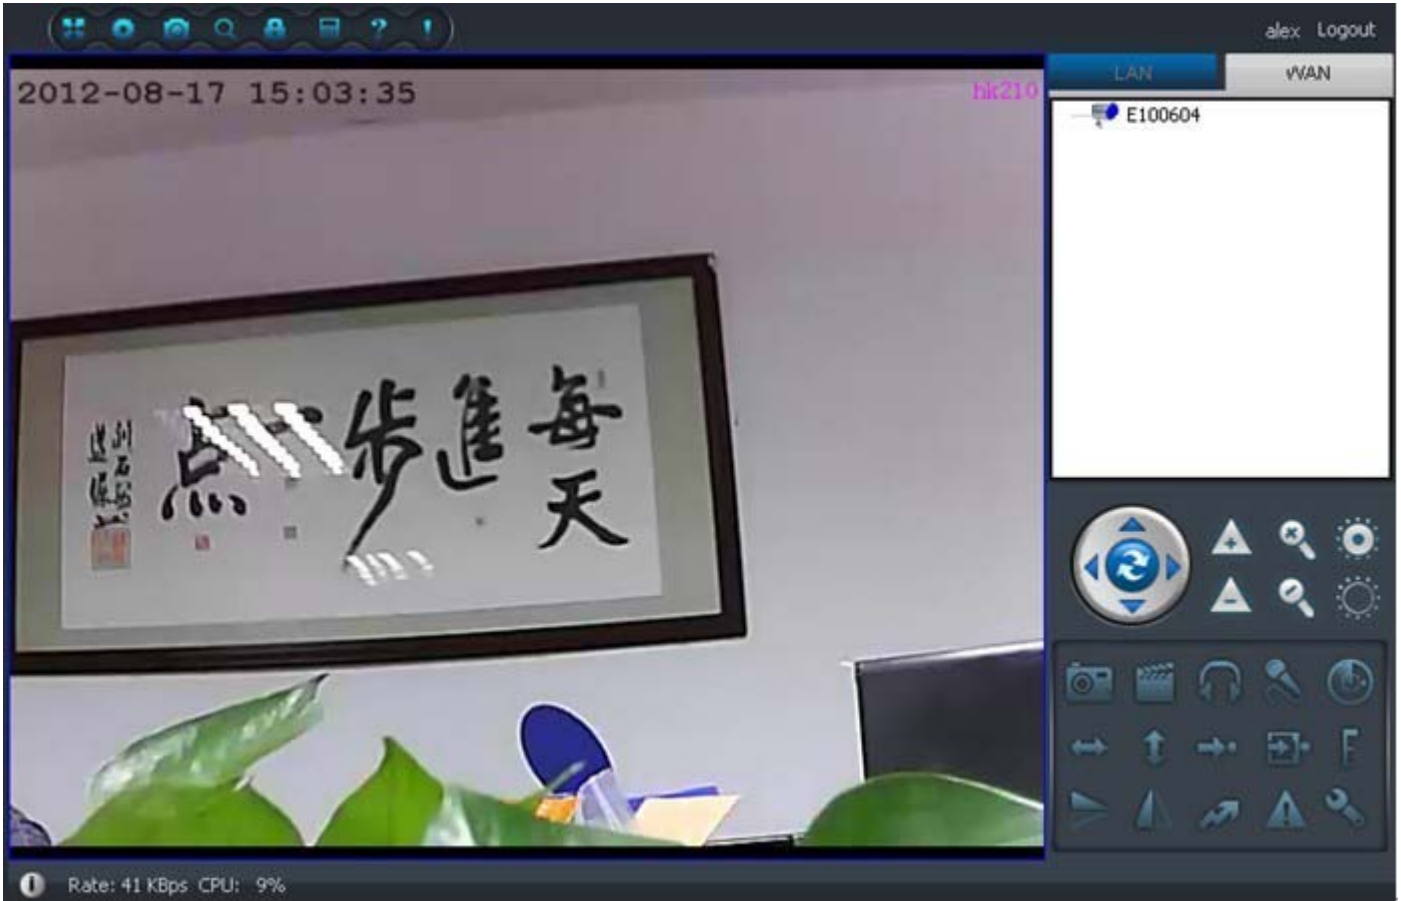 alex Logout
2012-08-17 15:03:35
hk210
LAN
WAN
E100604
每天
進步
点
Rate: 41 KBps CPU: 9%